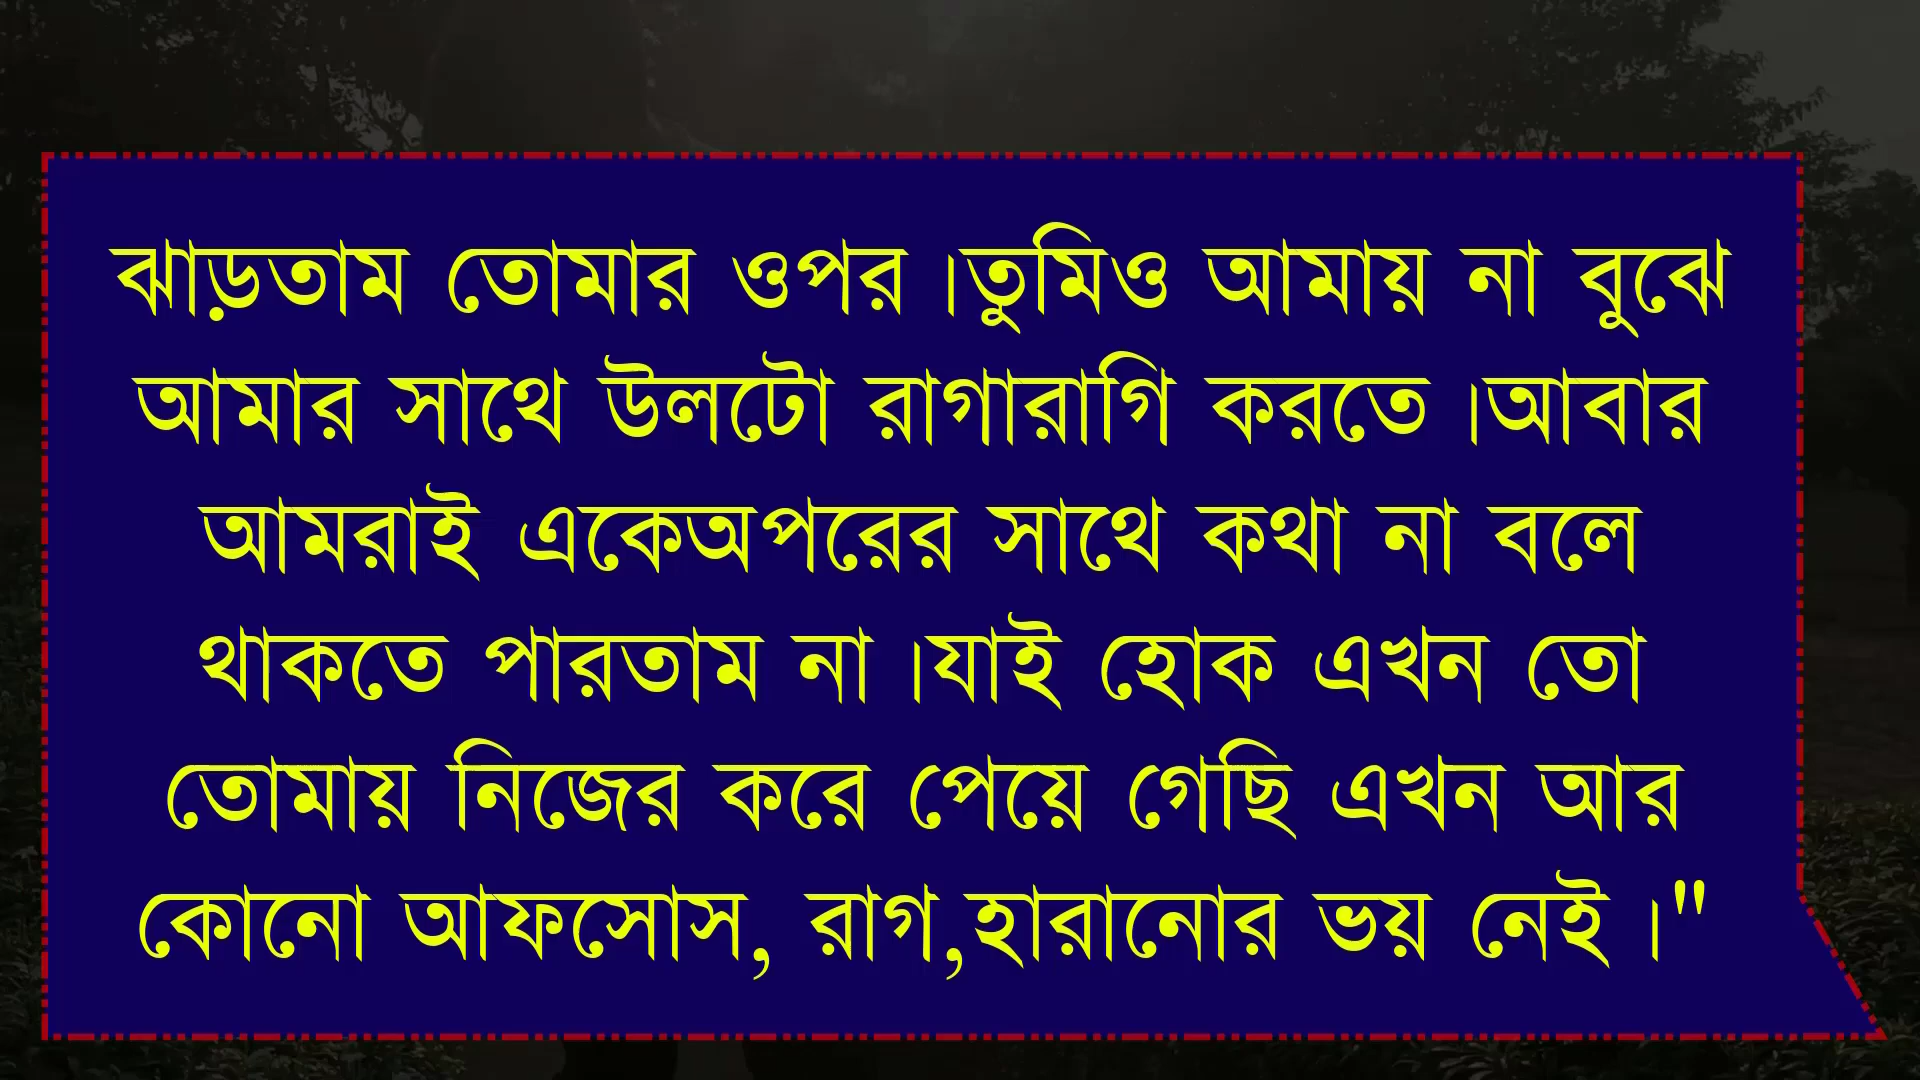 ঝাড়তাম তোমার ওপর ।তুমিও আমায় না বুঝে
আমার সাথে উলটো রাগারাগি করতে ।আবার
আমরাই একেঅপরের সাথে কথা না বলে
থাকতে পারতাম না ।যাই হোক এখন তো
তোমায় নিজের করে পেয়ে গেছি এখন আর
কোনো আফসোস, রাগ,হারানোর ভয় নেই ।"